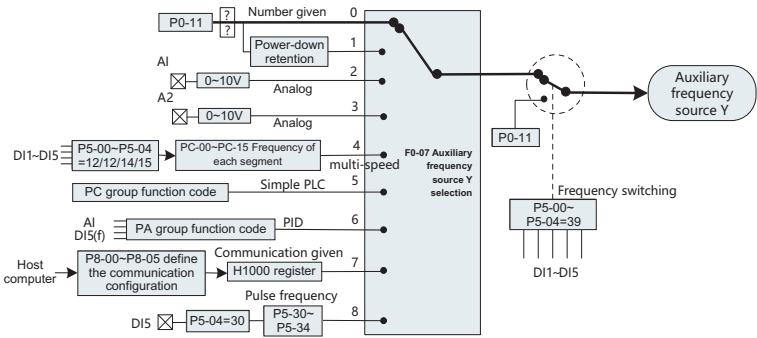 P0-11
?
?
Number given
0
Power-down
retention
1
AI
0~10V
Analog
2
A2
0~10V
Analog
3
DI1~DI5
P5-00~P5-04
=12/12/14/15
PC-00~PC-15 Frequency of
each segment
4
multi-speed
PC group function code
Simple PLC
5
AI
DI5(f)
PA group function code
PID
6
Host
computer
P8-00~P8-05 define
the communication
configuration
Communication given
H1000 register
7
Pulse frequency
DI5
P5-04=30
P5-30~
P5-34
8
F0-07 Auxiliary
frequency
source Y
selection
P0-11
Auxiliary
frequency
source Y
Frequency switching
P5-00~
P5-04=39
DI1~DI5